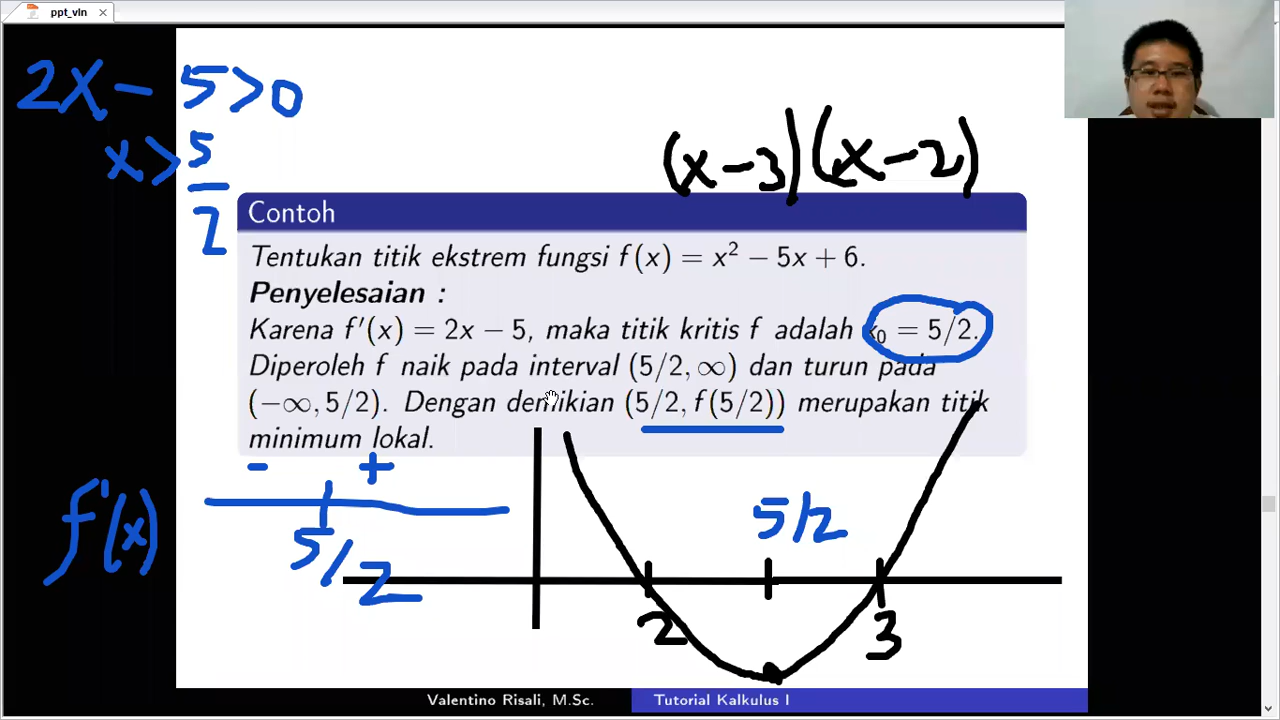 ppt_vln
2x - 5 > 0
x > 5/2
(x - 3)(x - 2)
Contoh
Tentukan titik ekstrem fungsi f(x) = x² − 5x + 6.
Penyelesaian :
Karena f′(x) = 2x − 5, maka titik kritis f adalah x₀ = 5/2.
Diperoleh f naik pada interval (5/2, ∞) dan turun pada
(−∞, 5/2). Dengan demikian (5/2, f(5/2)) merupakan titik
minimum lokal.
- +
f'(x)
5/2
5/2
2
3
Valentino Risali, M.Sc. Tutorial Kalkulus I